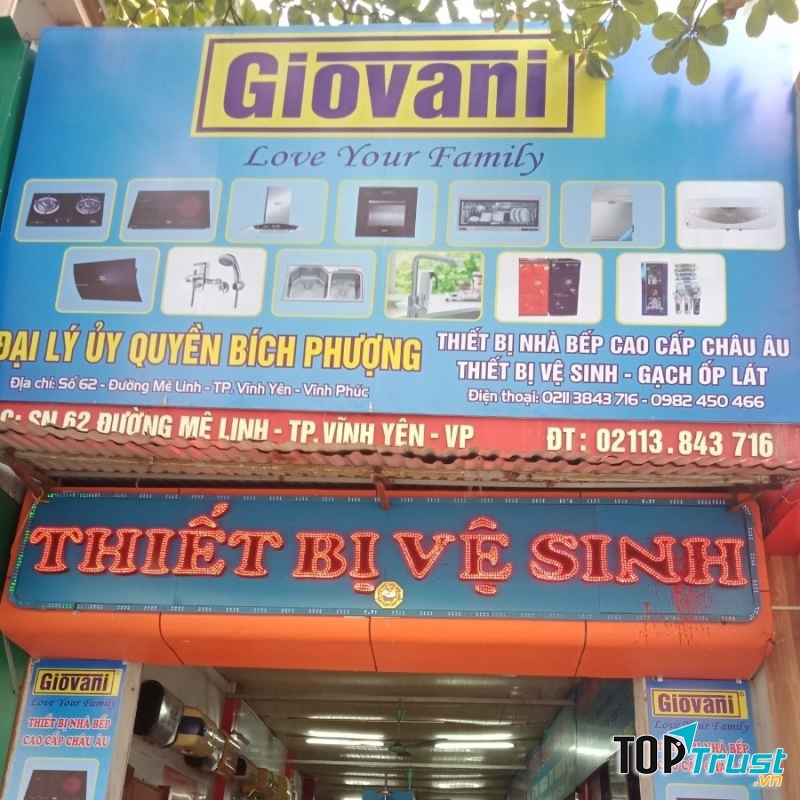 Giovani
Love Your Family
ĐẠI LÝ ỦY QUYỀN BÍCH PHƯỢNG
Địa chỉ: Số 62 - Đường Mê Linh - TP. Vĩnh Yên - Vĩnh Phúc
THIẾT BỊ NHÀ BẾP CAO CẤP CHÂU ÂU
THIẾT BỊ VỆ SINH - GẠCH ỐP LÁT
Điện thoại: 0211 3843 716 - 0982 450 466
C: SN 62 ĐƯỜNG MÊ LINH - TP. VĨNH YÊN - VP ĐT: 02113.843 716
THIẾT BỊ VỆ SINH
Giovani
Love Your Family
THIẾT BỊ NHÀ BẾP
CAO CẤP CHÂU ÂU
Giovani
Love Your Family
NHÀ BẾP
TOPTrust.vn